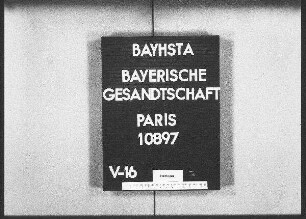 BAYHSTA
BAYERISCHE
GESANDTSCHAFT
PARIS
10897
V-16